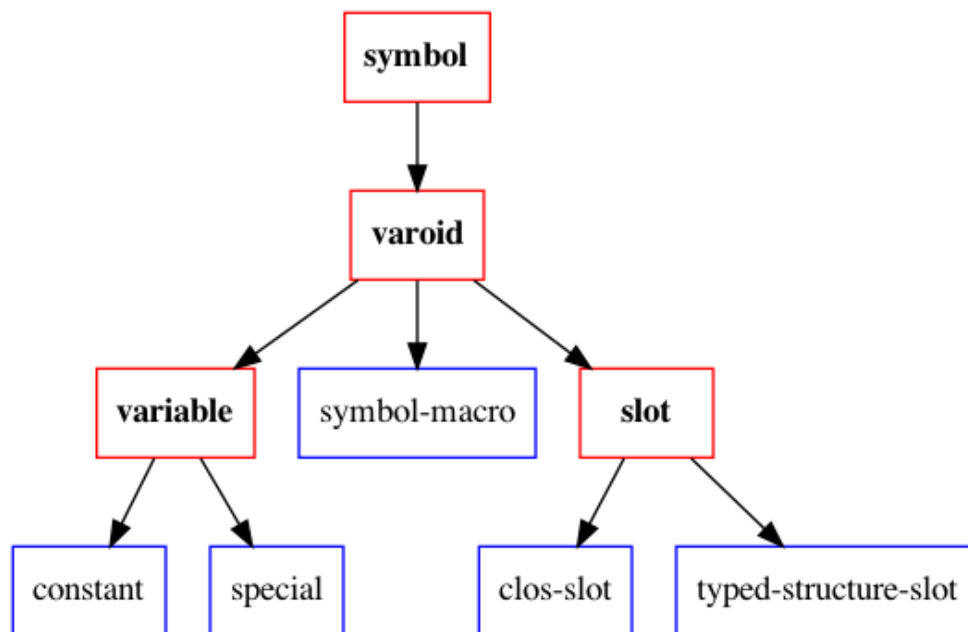 symbol
varoid
variable
symbol-macro
slot
constant
special
clos-slot
typed-structure-slot